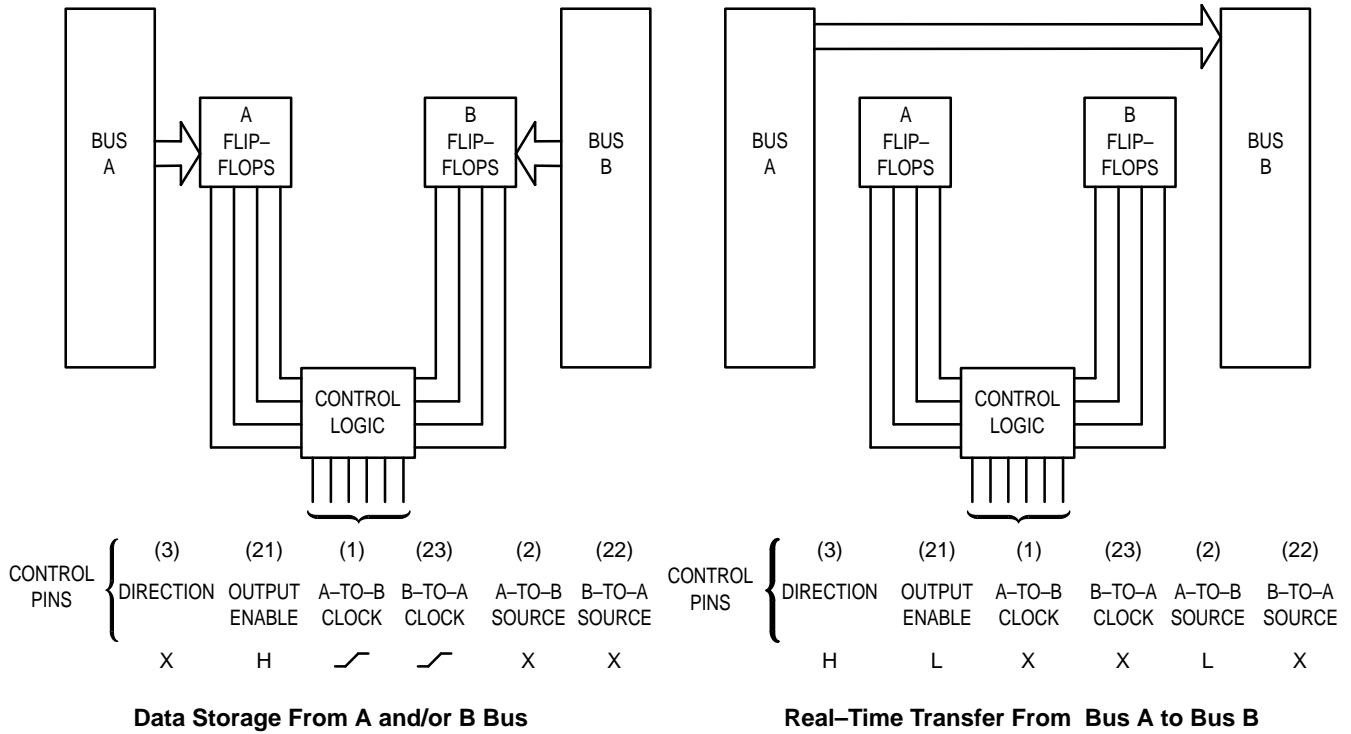 BUS
A
A
FLIP–
FLOPS
B
FLIP–
FLOPS
BUS
B
CONTROL
LOGIC
CONTROL
PINS
(3) (21) (1) (23) (2) (22)
DIRECTION OUTPUT A–TO–B B–TO–A A–TO–B B–TO–A
ENABLE CLOCK CLOCK SOURCE SOURCE
X H X X
Data Storage From A and/or B Bus
BUS
A
A
FLIP–
FLOPS
B
FLIP–
FLOPS
BUS
B
CONTROL
LOGIC
CONTROL
PINS
(3) (21) (1) (23) (2) (22)
DIRECTION OUTPUT A–TO–B B–TO–A A–TO–B B–TO–A
ENABLE CLOCK CLOCK SOURCE SOURCE
H L X X L X
Real–Time Transfer From Bus A to Bus B